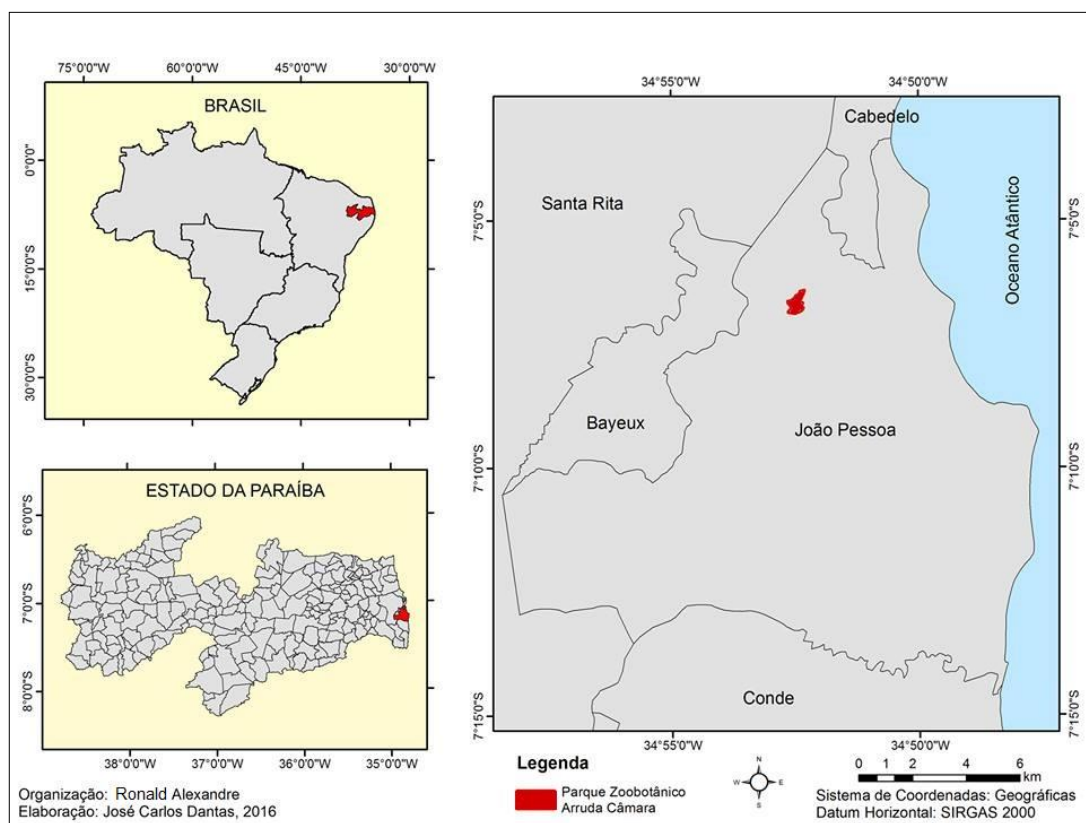 75°0'0"W 60°0'0"W 45°0'0"W 30°0'0"W
BRASIL
0°0'0"
15°0'0"S
30°0'0"S
ESTADO DA PARAÍBA
6°0'0"S
7°0'0"S
8°0'0"S
38°0'0"W 37°0'0"W 36°0'0"W 35°0'0"W
Organização: Ronald Alexandre
Elaboração: José Carlos Dantas, 2016
34°55'0"W 34°50'0"W
Cabedelo
Santa Rita
Oceano Atântico
7°5'0"S 7°5'0"S
Bayeux
João Pessoa
7°10'0"S 7°10'0"S
Conde
7°15'0"S 7°15'0"S
34°55'0"W 34°50'0"W
Legenda
Parque Zoobotânico
Arruda Câmara
N
W E
S
0 1 2 4 6
km
Sistema de Coordenadas: Geográficas
Datum Horizontal: SIRGAS 2000